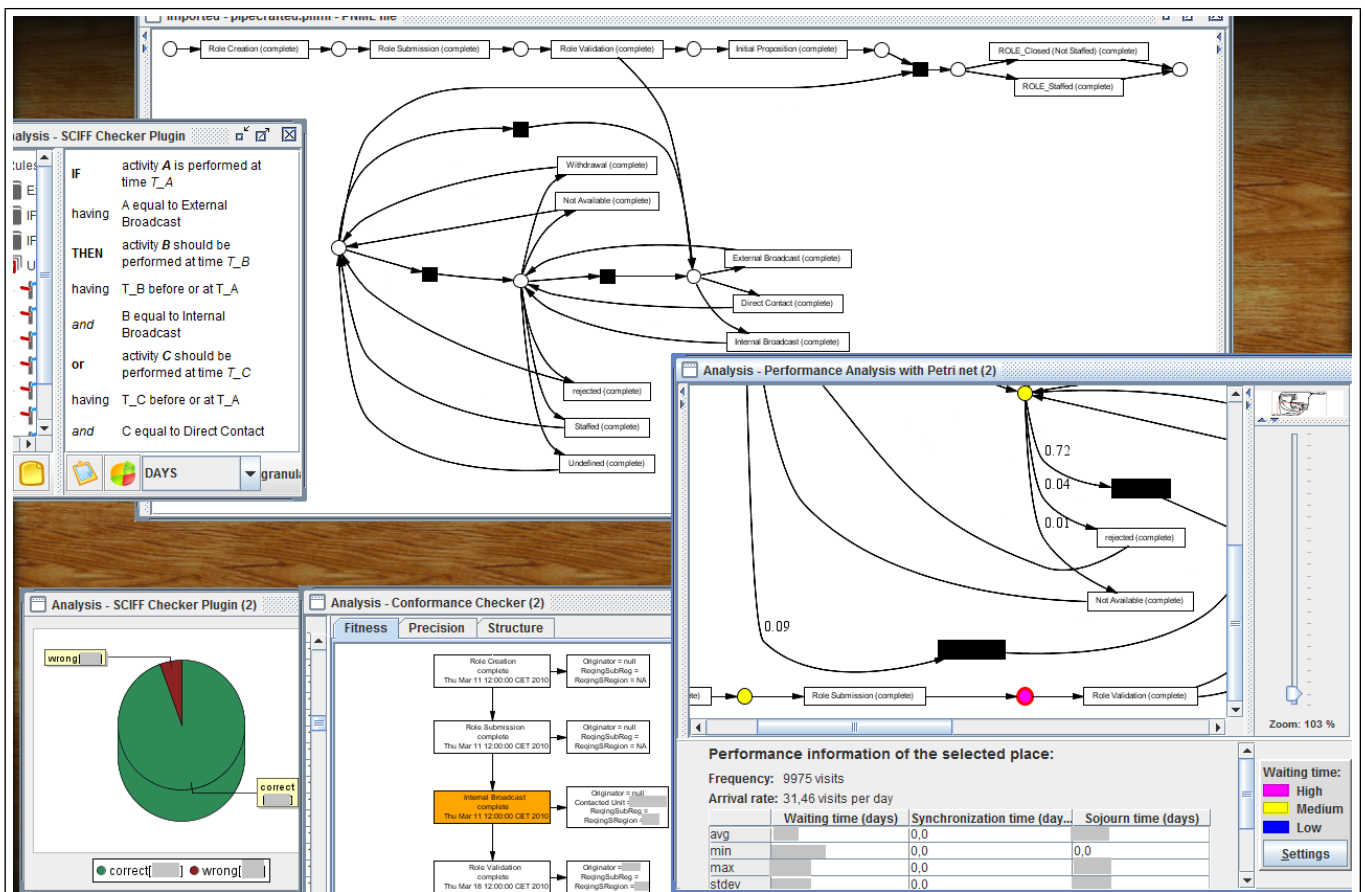 Imported - pipecrafted.pnml - PNML file
Role Creation (complete)
Role Submission (complete)
Role Validation (complete)
Initial Proposition (complete)
ROLE_Closed (Not Staffed) (complete)
ROLE_Staffed (complete)
Withdrawal (complete)
Not Available (complete)
External Broadcast (complete)
Direct Contact (complete)
Internal Broadcast (complete)
rejected (complete)
Staffed (complete)
Undefined (complete)
alysis - SCIFF Checker Plugin
ules
E
IF
IF
U
IF activity A is performed at
time T_A
having A equal to External
Broadcast
THEN activity B should be
performed at time T_B
having T_B before or at T_A
and B equal to Internal
Broadcast
or activity C should be
performed at time T_C
having T_C before or at T_A
and C equal to Direct Contact
DAYS granula
Analysis - SCIFF Checker Plugin (2)
wrong[ ]
correct
[ ]
correct[ ] wrong[ ]
Analysis - Conformance Checker (2)
Fitness Precision Structure
Role Creation
complete
Thu Mar 11 12:00:00 CET 2010
Originator = null
ReqingSubReg =
ReqingSRegion = NA
Role Submission
complete
Thu Mar 11 12:00:00 CET 2010
Originator = null
ReqingSubReg =
ReqingSRegion = NA
Internal Broadcast
complete
Thu Mar 11 12:00:00 CET 2010
Originator = null
Contacted Unit =
ReqingSubReg =
ReqingSRegion =
Role Validation
complete
Thu Mar 18 12:00:00 CET 2010
Originator =
ReqingSubReg =
ReqingSRegion =
Analysis - Performance Analysis with Petri net (2)
0.72
0.04
0.01
rejected (complete)
Not Available (complete)
0.09
te)
Role Submission (complete)
Role Validation (complete)
Zoom: 103 %
Performance information of the selected place:
Frequency: 9975 visits
Arrival rate: 31,46 visits per day
Waiting time (days) Synchronization time (day... Sojourn time (days)
avg 0,0
min 0,0 0,0
max 0,0
stdev 0,0
Waiting time:
High
Medium
Low
Settings